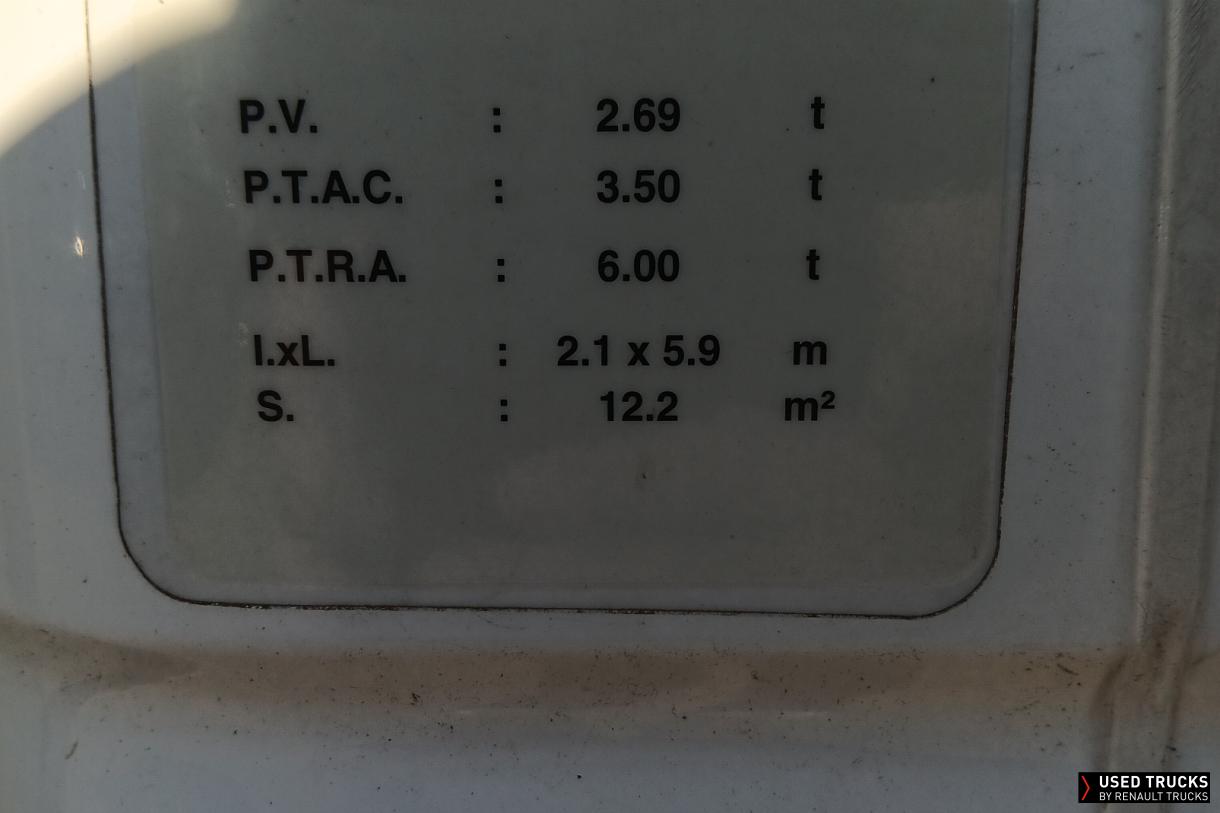 P.V. : 2.69 t
P.T.A.C. : 3.50 t
P.T.R.A. : 6.00 t
l.xL. : 2.1 x 5.9 m
S. : 12.2 m²
USED TRUCKS
BY RENAULT TRUCKS